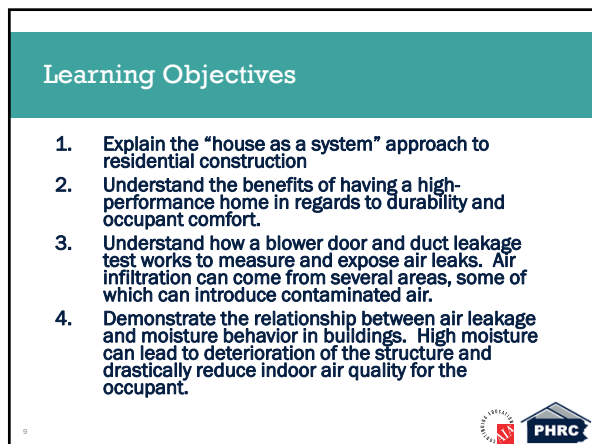 Learning Objectives
1. Explain the “house as a system” approach to
residential construction
2. Understand the benefits of having a high-
performance home in regards to durability and
occupant comfort.
3. Understand how a blower door and duct leakage
test works to measure and expose air leaks.  Air
infiltration can come from several areas, some of
which can introduce contaminated air.
4. Demonstrate the relationship between air leakage
and moisture behavior in buildings.  High moisture
can lead to deterioration of the structure and
drastically reduce indoor air quality for the
occupant.
9
CONTINUING EDUCATION
AIA
PHRC